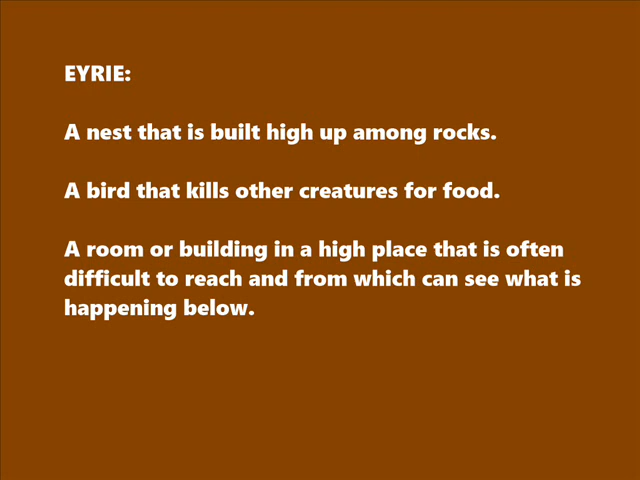 EYRIE:
A nest that is built high up among rocks.
A bird that kills other creatures for food.
A room or building in a high place that is often
difficult to reach and from which can see what is
happening below.